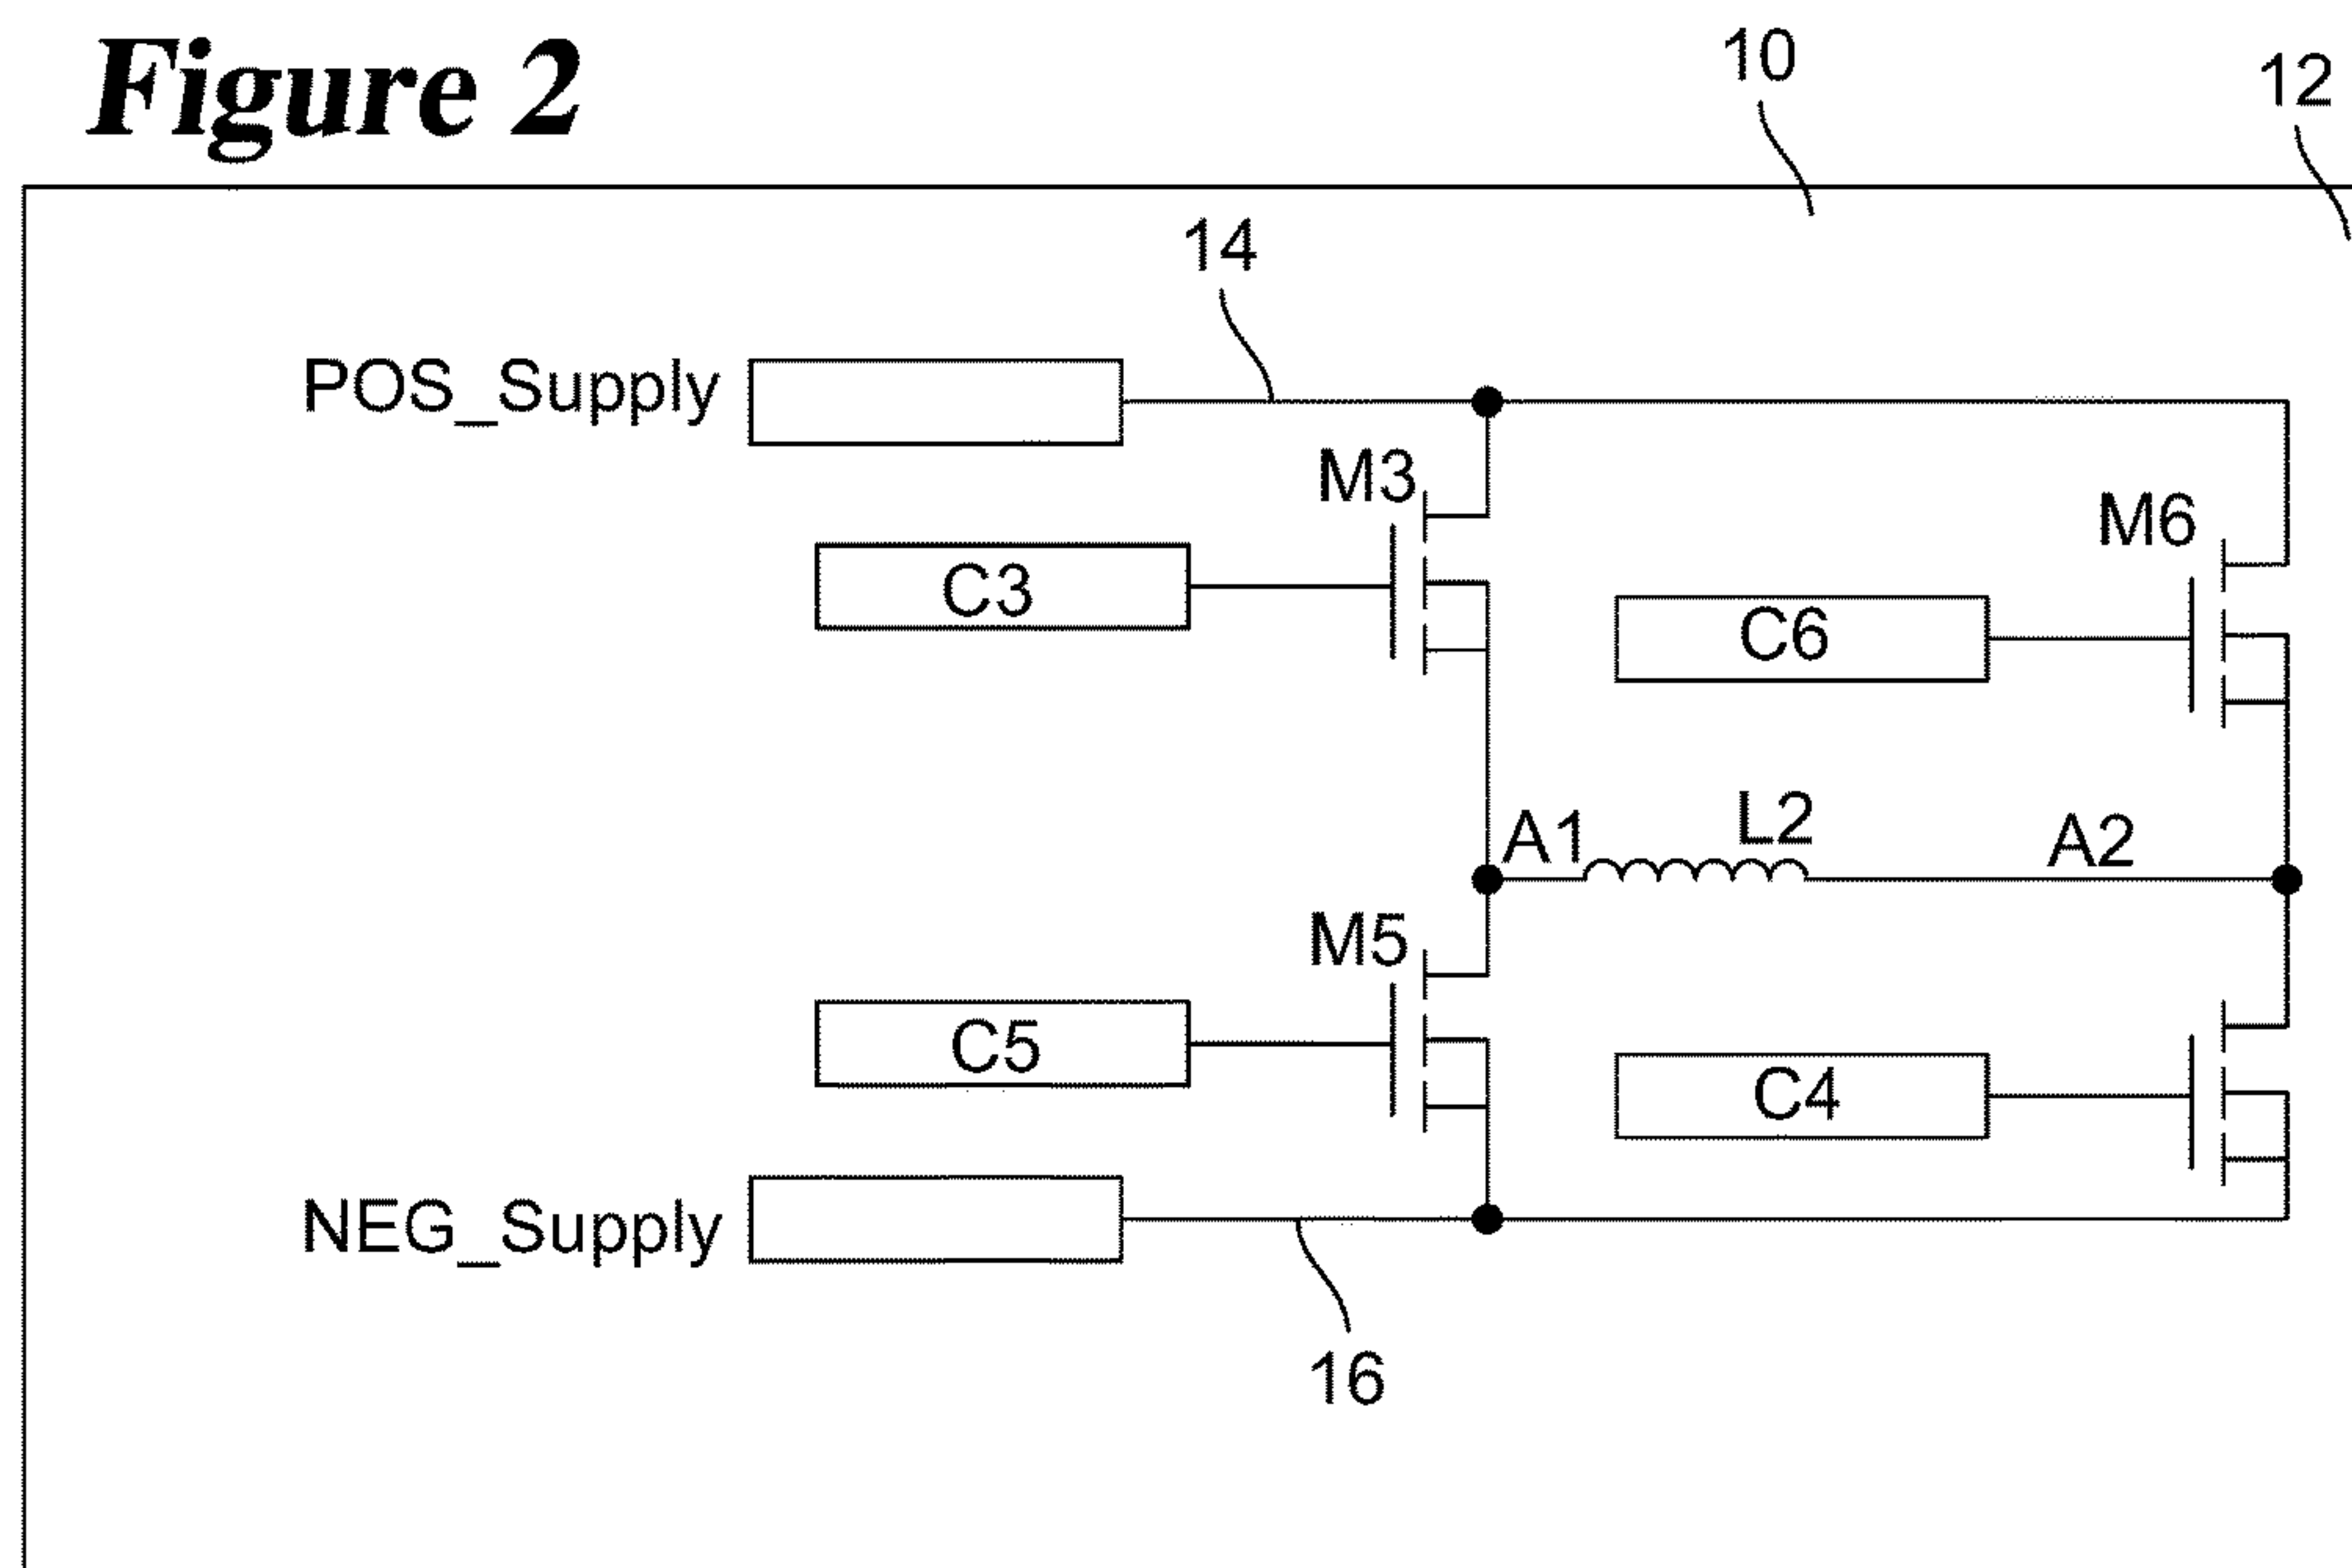 Figure 2
10
12
14
POS_Supply
M3
M6
C3
C6
A1
L2
A2
M5
C5
C4
NEG_Supply
16